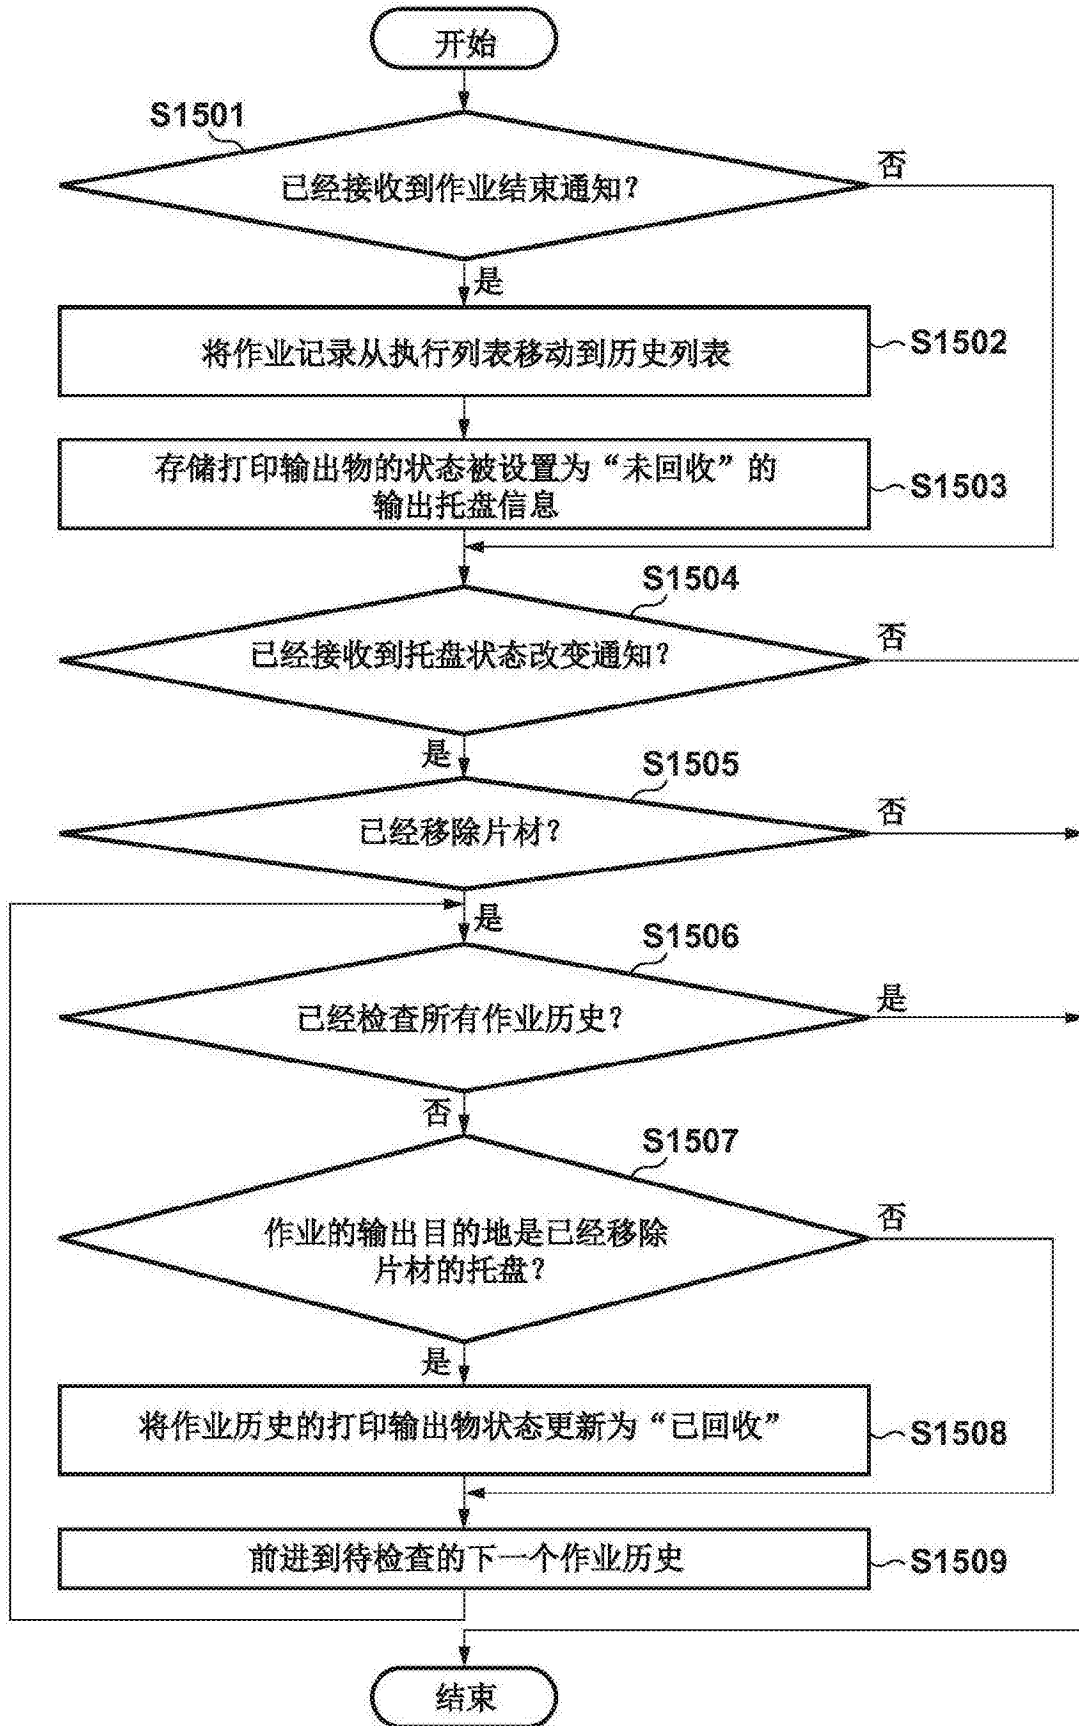 开始
S1501
已经接收到作业结束通知?
否
是
将作业记录从执行列表移动到历史列表
S1502
存储打印输出物的状态被设置为“未回收”的
输出托盘信息
S1503
S1504
已经接收到托盘状态改变通知?
否
是
S1505
已经移除片材?
否
是
S1506
已经检查所有作业历史?
是
否
S1507
作业的输出目的地是已经移除
片材的托盘?
否
是
将作业历史的打印输出物状态更新为“已回收”
S1508
前进到待检查的下一个作业历史
S1509
结束